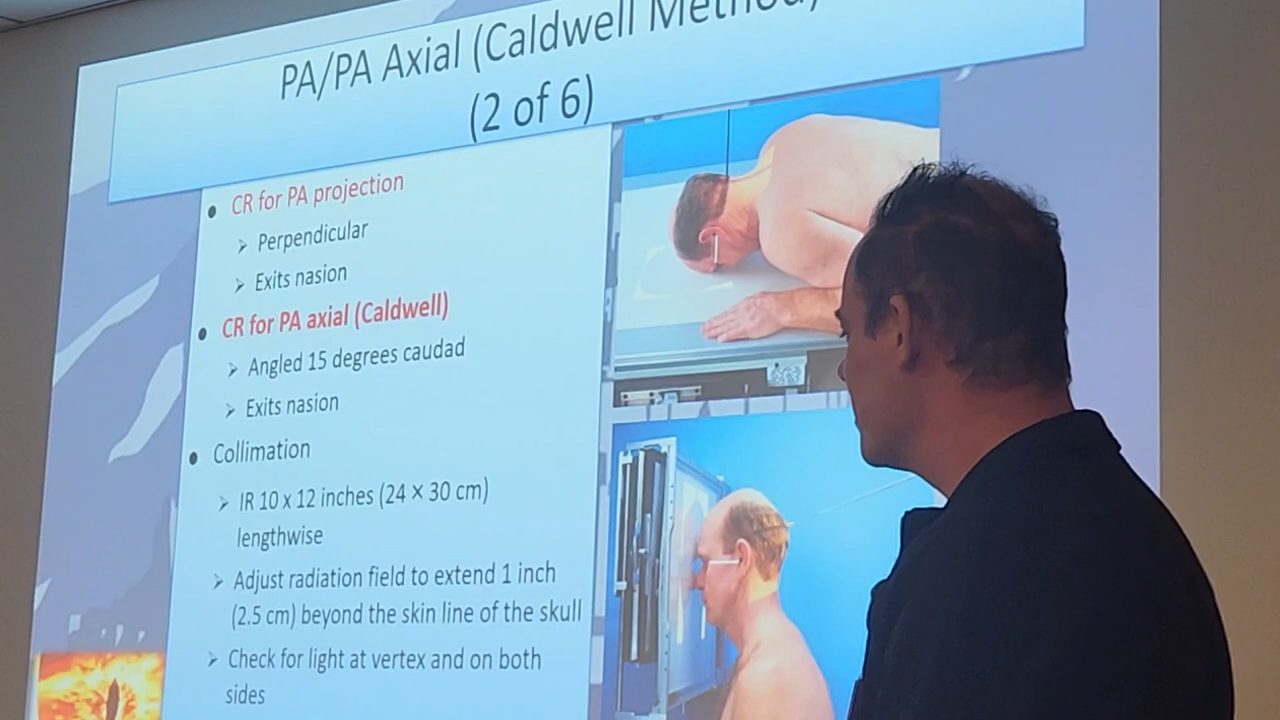 PA/PA Axial (Caldwell Method)
(2 of 6)
CR for PA projection
Perpendicular
Exits nasion
CR for PA axial (Caldwell)
Angled 15 degrees caudad
Exits nasion
Collimation
IR 10 x 12 inches (24 × 30 cm)
lengthwise
Adjust radiation field to extend 1 inch
(2.5 cm) beyond the skin line of the skull
Check for light at vertex and on both
sides